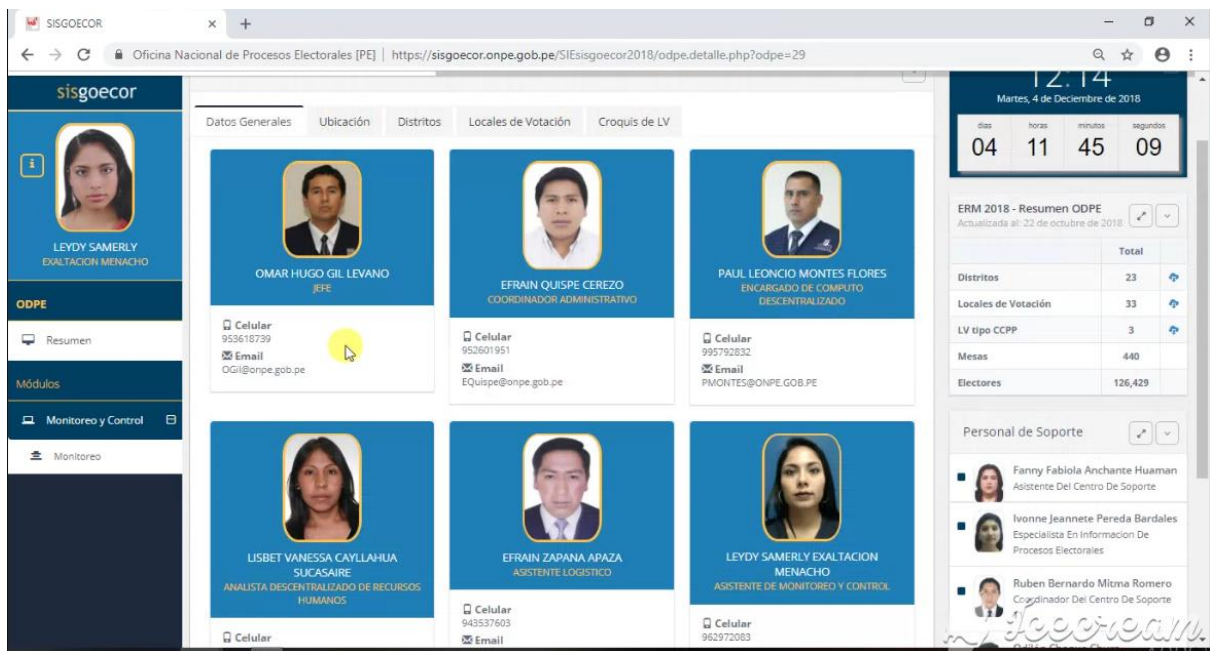 SISGOECOR
Oficina Nacional de Procesos Electorales [PE] | https://sisgoecor.onpe.gob.pe/SIEsisgoecor2018/odpe.detalle.php?odpe=29
sisgoecor
LEYDY SAMERLY
EXALTACION MENACHO
ODPE
Resumen
Módulos
Monitoreo y Control
Monitoreo
Datos Generales Ubicación Distritos Locales de Votación Croquis de LV
OMAR HUGO GIL LEVANO
JEFE
Celular
953618739
Email
OGil@onpe.gob.pe
EFRAIN QUISPE CEREZO
COORDINADOR ADMINISTRATIVO
Celular
952601951
Email
EQuispe@onpe.gob.pe
PAUL LEONCIO MONTES FLORES
ENCARGADO DE COMPUTO
DESCENTRALIZADO
Celular
995792832
Email
PMONTES@ONPE.GOB.PE
LISBET VANESSA CAYLLAHUA
SUCASAIRE
ANALISTA DESCENTRALIZADO DE RECURSOS
HUMANOS
Celular
EFRAIN ZAPANA APAZA
ASISTENTE LOGISTICO
Celular
943537603
Email
LEYDY SAMERLY EXALTACION
MENACHO
ASISTENTE DE MONITOREO Y CONTROL
Celular
962972083
12:14
Martes, 4 de Deciembre de 2018
dias horas minutos segundos
04 11 45 09
ERM 2018 - Resumen ODPE
Actualizada al: 22 de octubre de 2018
Total
Distritos 23
Locales de Votación 33
LV tipo CCPP 3
Mesas 440
Electores 126,429
Personal de Soporte
Fanny Fabiola Anchante Huaman
Asistente Del Centro De Soporte
Ivonne Jeannete Pereda Bardales
Especialista En Informacion De
Procesos Electorales
Ruben Bernardo Mitma Romero
Coordinador Del Centro De Soporte
Icecream